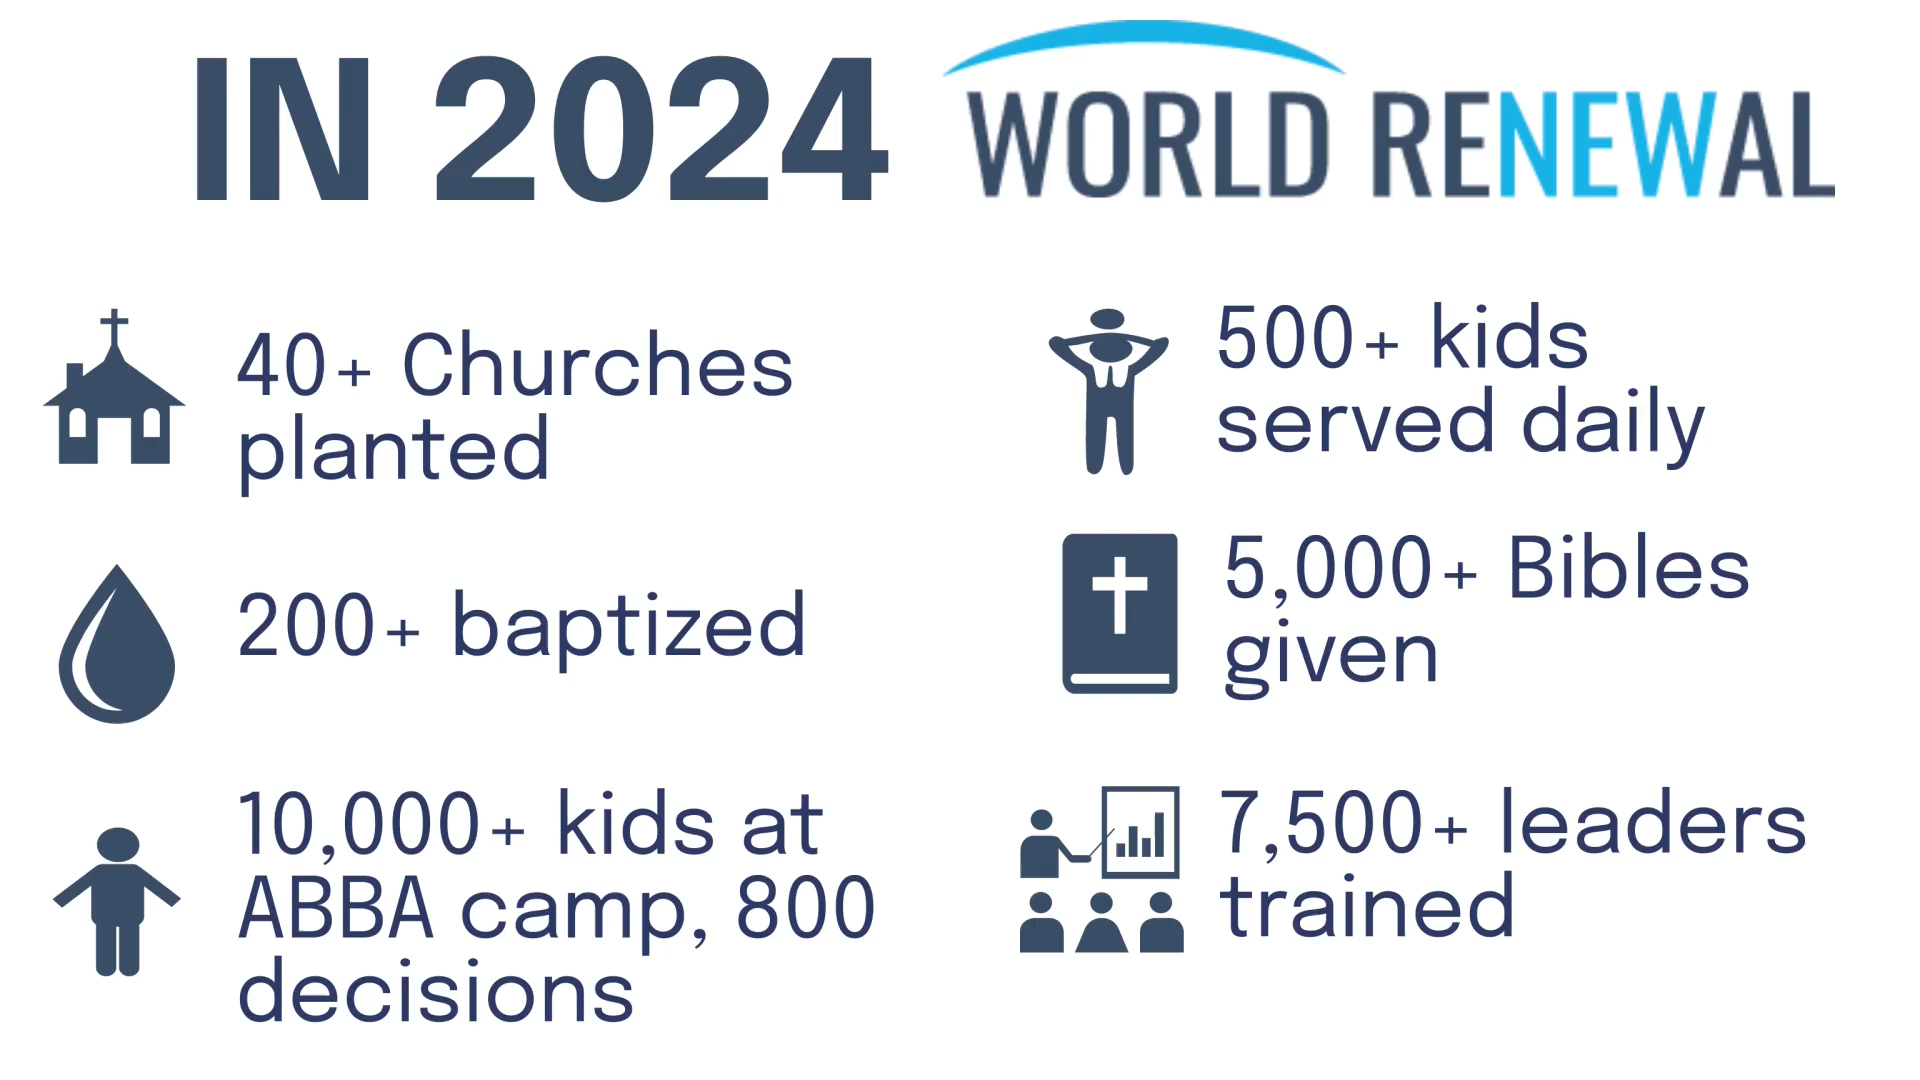 IN 2024
WORLD RENEWAL
40+ Churches
planted
200+ baptized
10,000+ kids at
ABBA camp, 800
decisions
500+ kids
served daily
5,000+ Bibles
given
7,500+ leaders
trained